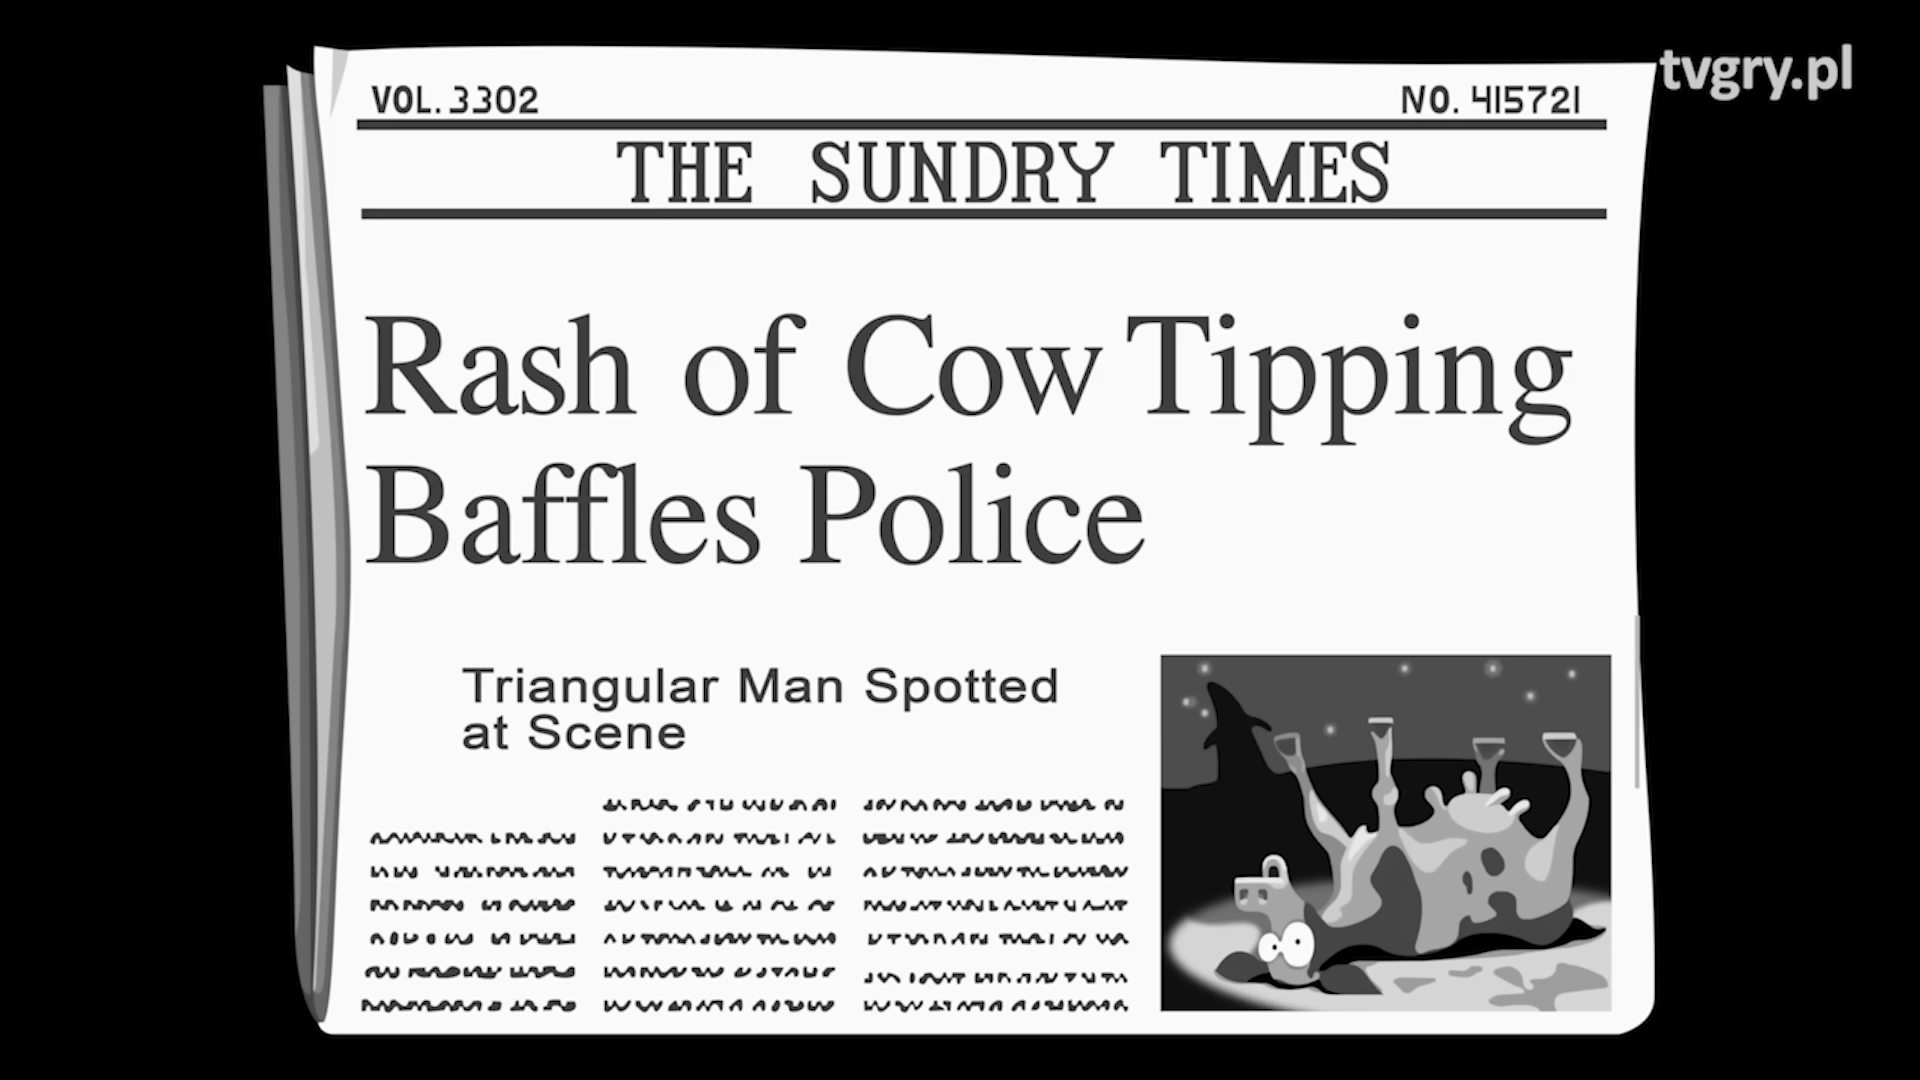 tvgry.pl
VOL. 3302 NO. 415721
THE SUNDRY TIMES
Rash of Cow Tipping
Baffles Police
Triangular Man Spotted
at Scene